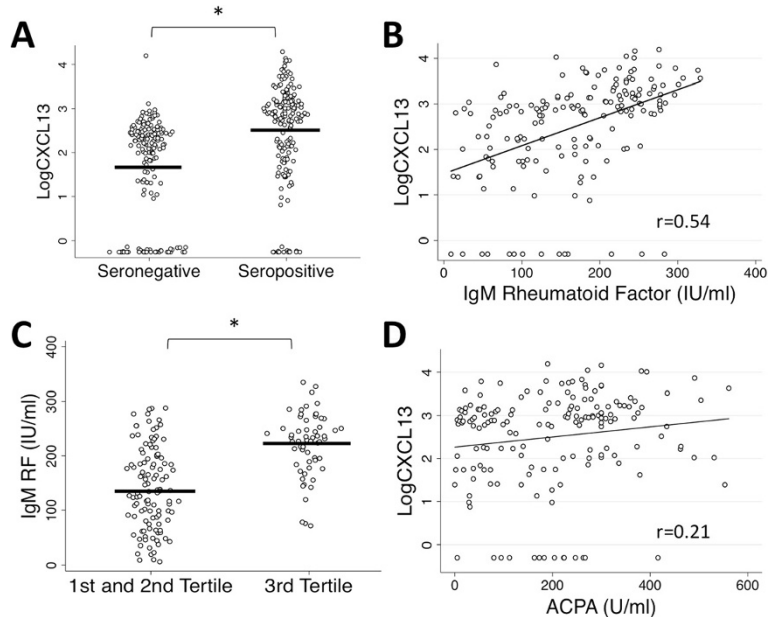 A
*
LogCXCL13
4
3
2
1
0
Seronegative Seropositive
B
LogCXCL13
4
3
2
1
0
r=0.54
0 100 200 300 400
IgM Rheumatoid Factor (IU/ml)
C
*
IgM RF (IU/ml)
400
300
200
100
0
1st and 2nd Tertile 3rd Tertile
D
LogCXCL13
4
3
2
1
0
r=0.21
0 200 400 600
ACPA (U/ml)